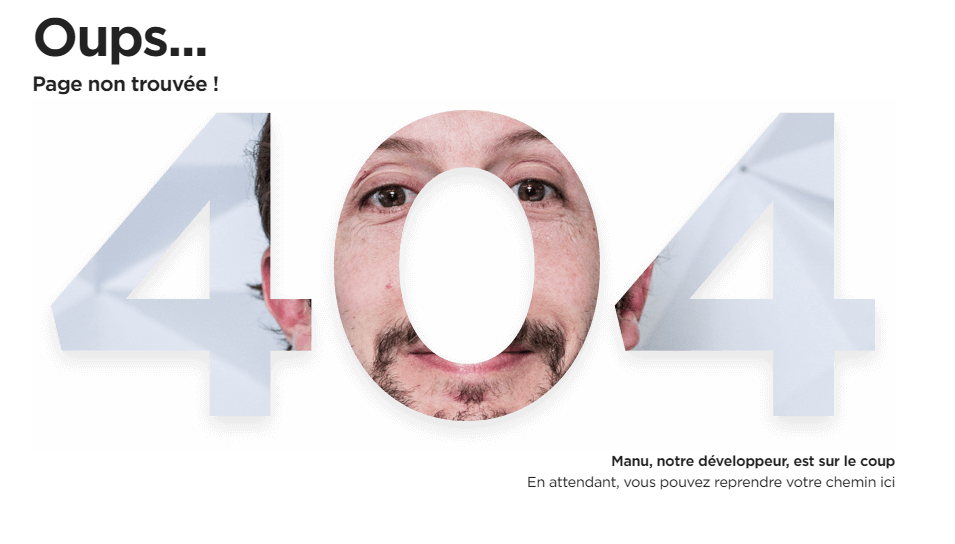 Oups...
Page non trouvée !
404
Manu, notre développeur, est sur le coup
En attendant, vous pouvez reprendre votre chemin ici